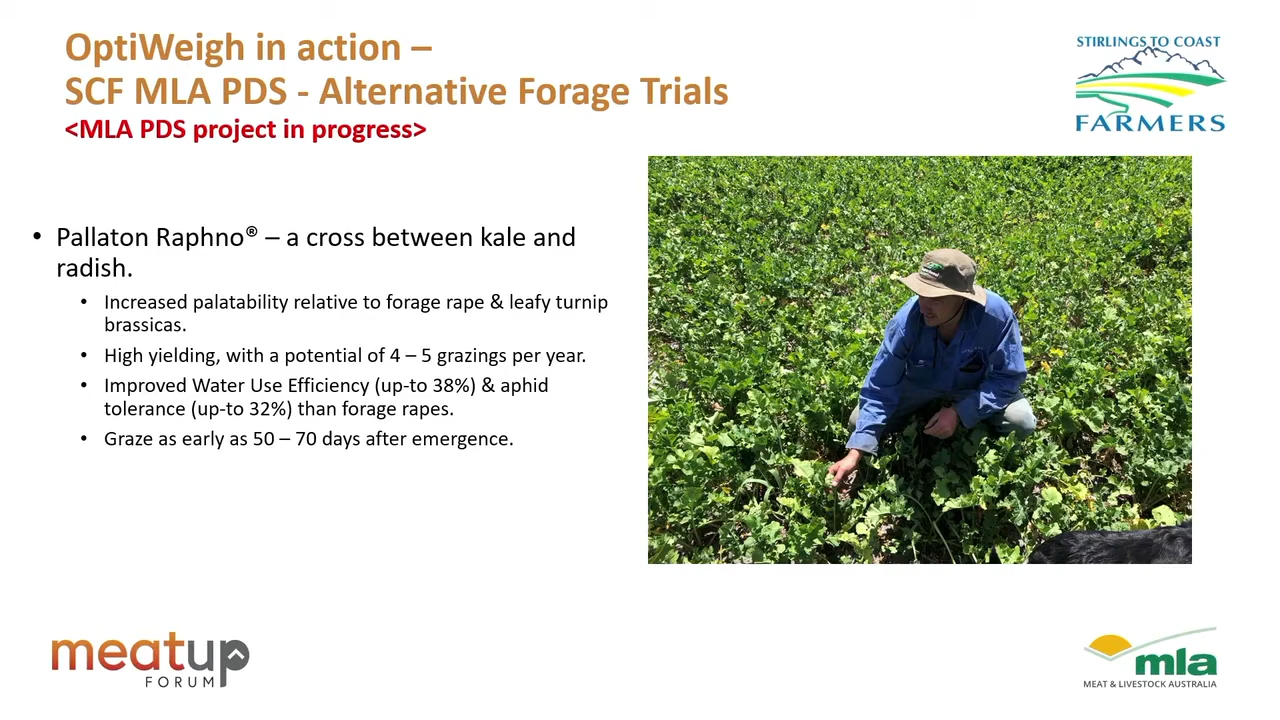 OptiWeigh in action –
SCF MLA PDS - Alternative Forage Trials
<MLA PDS project in progress>
STIRLINGS TO COAST
FARMERS
• Pallaton Raphno® – a cross between kale and
radish.
• Increased palatability relative to forage rape & leafy turnip
brassicas.
• High yielding, with a potential of 4 – 5 grazings per year.
• Improved Water Use Efficiency (up-to 38%) & aphid
tolerance (up-to 32%) than forage rapes.
• Graze as early as 50 – 70 days after emergence.
meatup
FORUM
mla
MEAT & LIVESTOCK AUSTRALIA